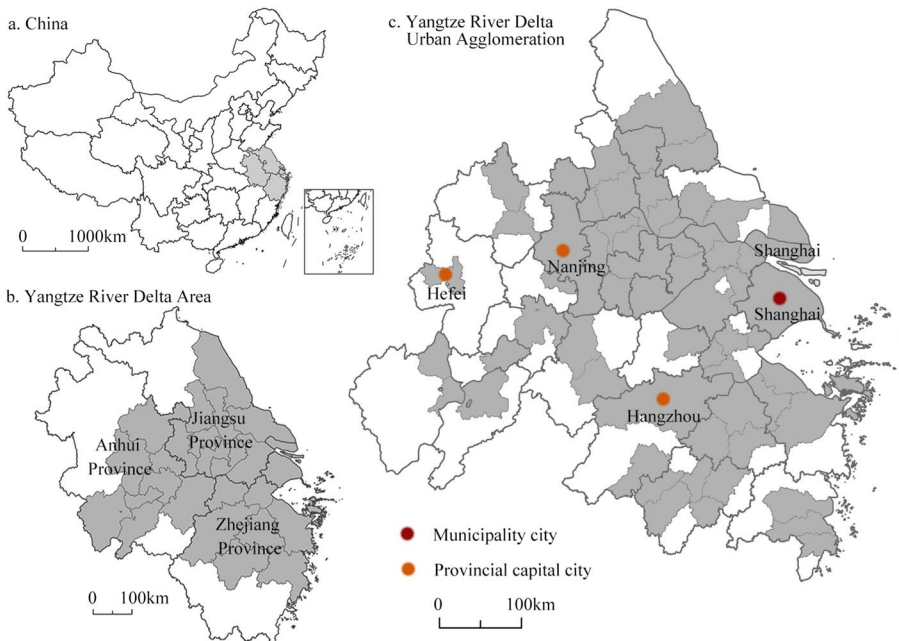 a. China
0 1000km
b. Yangtze River Delta Area
Jiangsu
Province
Anhui
Province
Zhejiang
Province
0 100km
c. Yangtze River Delta
Urban Agglomeration
Shanghai
Nanjing
Hefei
Shanghai
Hangzhou
Municipality city
Provincial capital city
0 100km